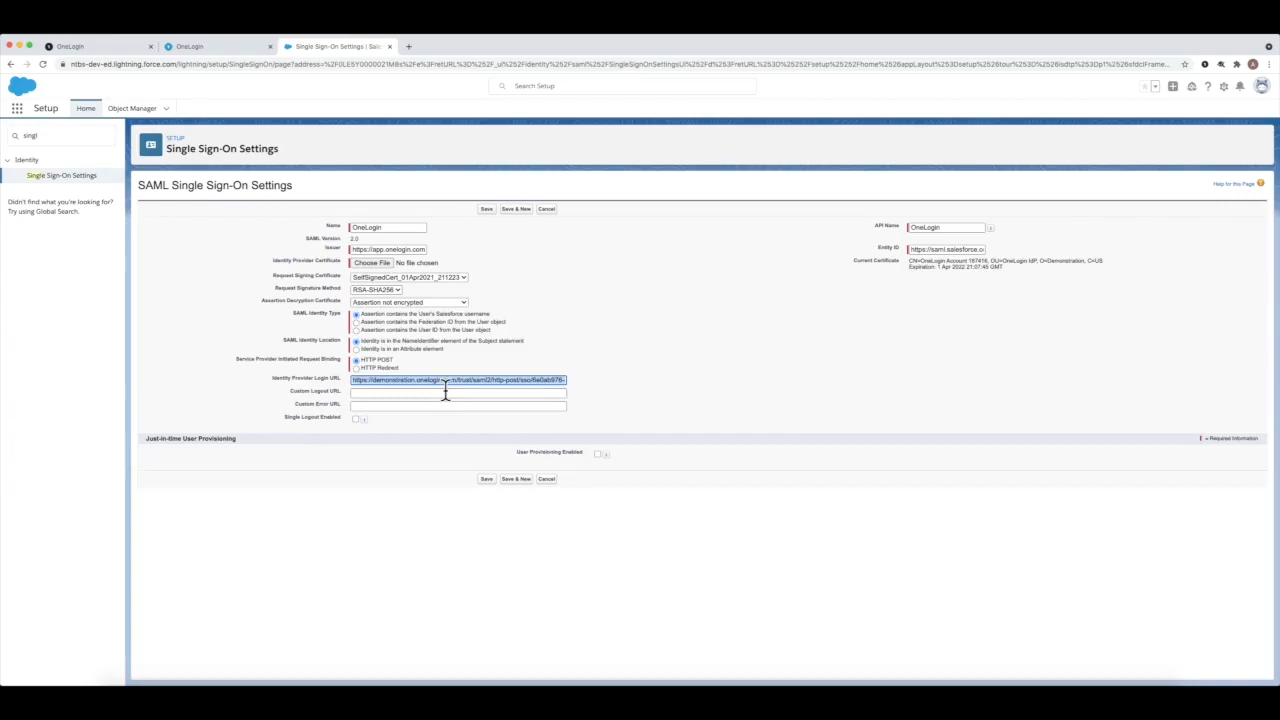 OneLogin
OneLogin
Single Sign-On Settings | Sale
Search Setup
Setup
Home
Object Manager
singl
Identity
Single Sign-On Settings
Didn't find what you're looking for?
Try using Global Search.
SETUP
Single Sign-On Settings
SAML Single Sign-On Settings
Help for this Page
Save
Save & New
Cancel
Name
OneLogin
API Name
OneLogin
SAML Version
2.0
Issuer
https://app.onelogin.com
Entity ID
https://saml.salesforce.c
Identity Provider Certificate
Choose File
No file chosen
Current Certificate
CN=OneLogin Account 187416, OU=OneLogin IdP, O=Demonstration, C=US
Expiration: 1 Apr 2022 21:07:45 GMT
Request Signing Certificate
SelfSignedCert_01Apr2021_211223
Request Signature Method
RSA-SHA256
Assertion Decryption Certificate
Assertion not encrypted
SAML Identity Type
Assertion contains the User's Salesforce username
Assertion contains the Federation ID from the User object
Assertion contains the User ID from the User object
SAML Identity Location
Identity is in the NameIdentifier element of the Subject statement
Identity is in an Attribute element
Service Provider Initiated Request Binding
HTTP POST
HTTP Redirect
Identity Provider Login URL
Custom Logout URL
Custom Error URL
Single Logout Enabled
Just-in-time User Provisioning
= Required Information
User Provisioning Enabled
Save
Save & New
Cancel